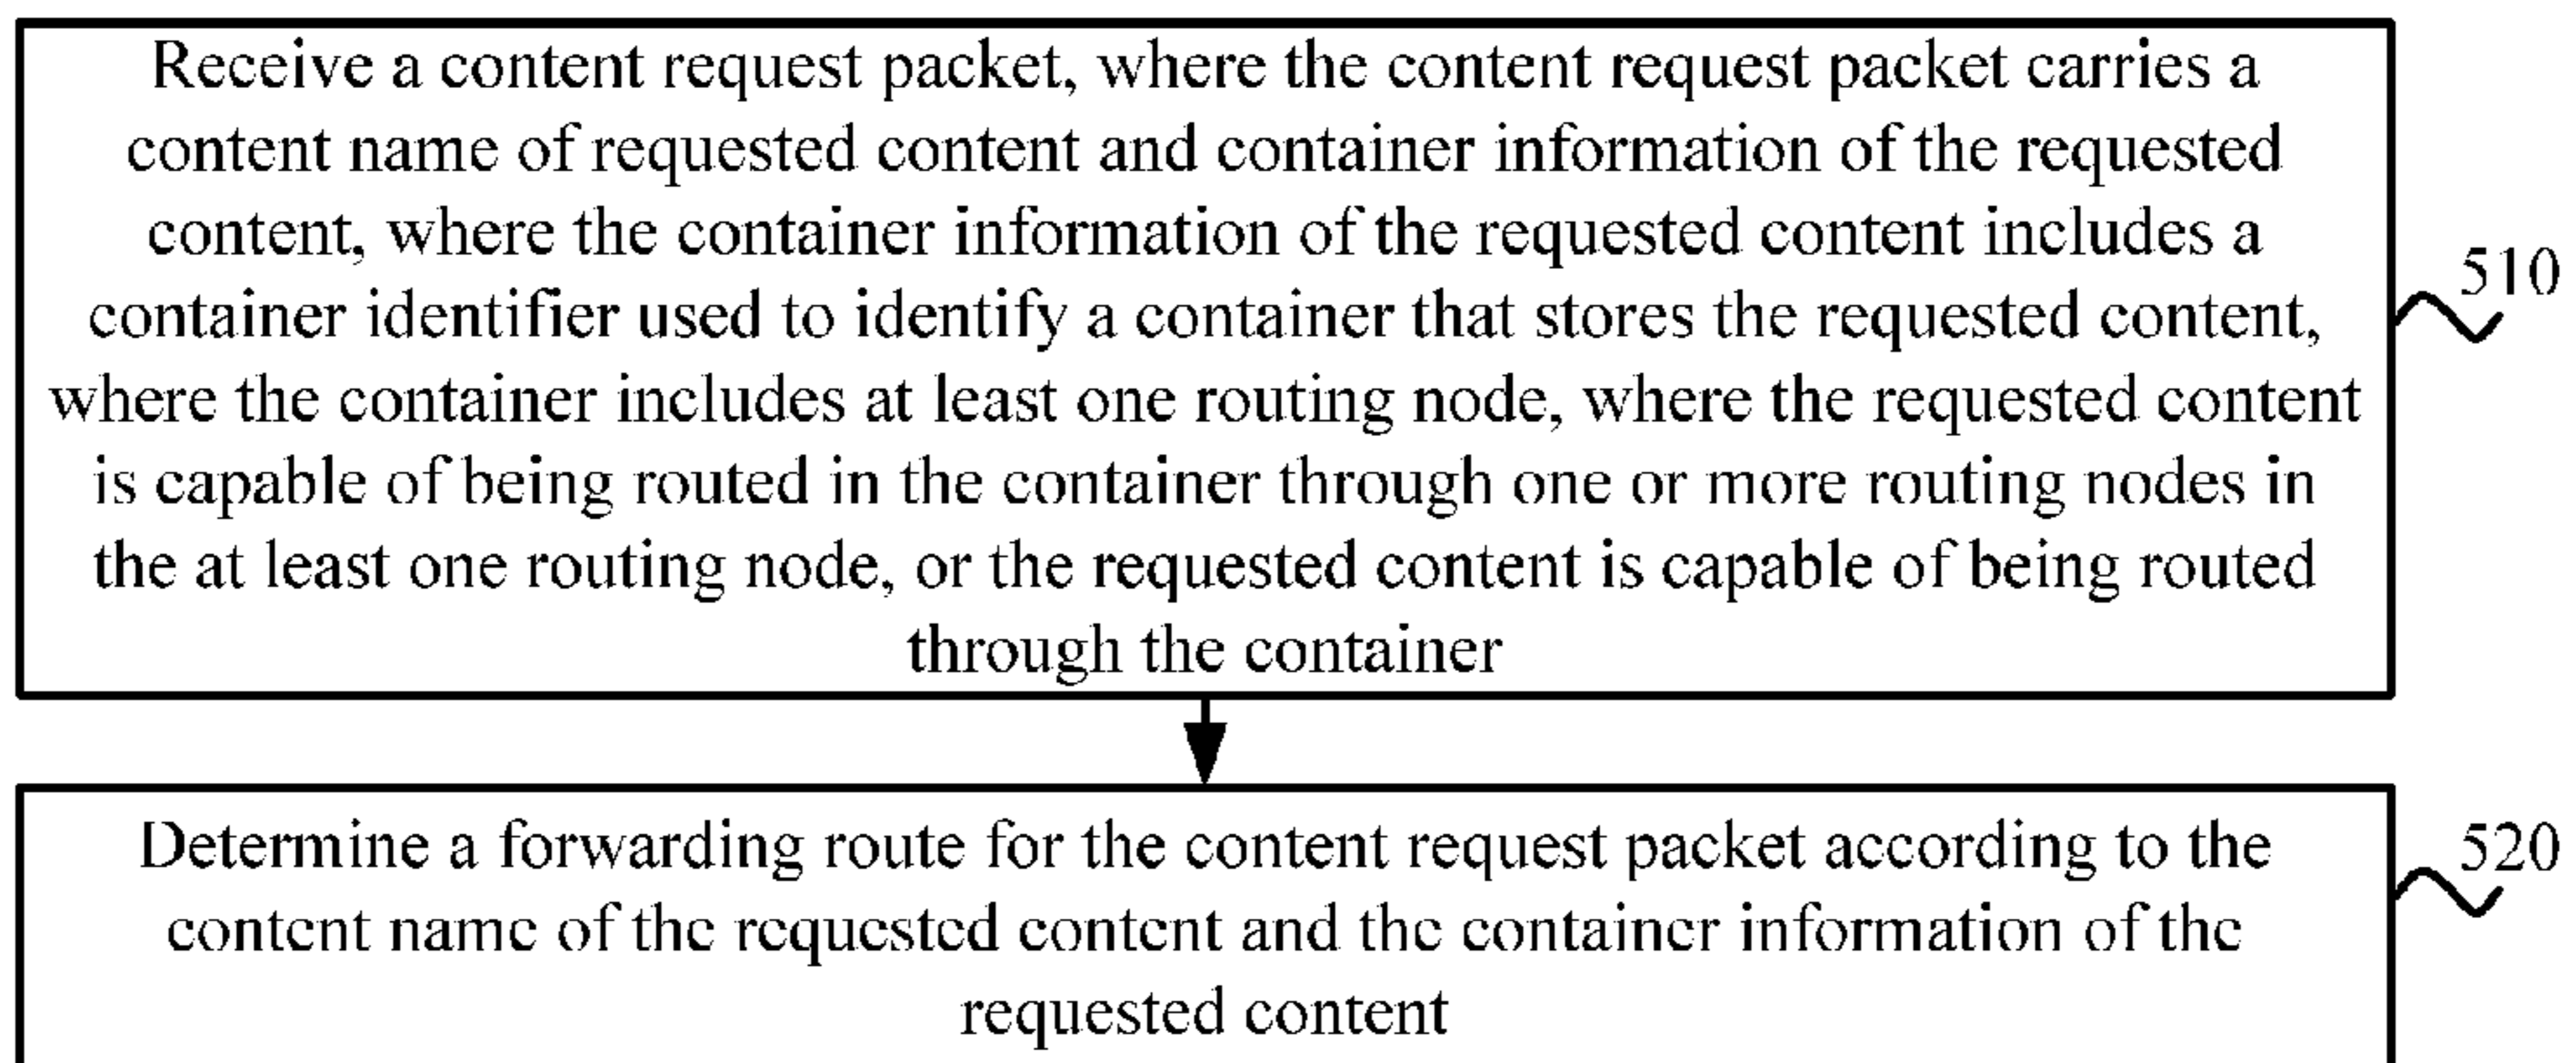 Receive a content request packet, where the content request packet carries a
content name of requested content and container information of the requested
content, where the container information of the requested content includes a
container identifier used to identify a container that stores the requested content,
where the container includes at least one routing node, where the requested content
is capable of being routed in the container through one or more routing nodes in
the at least one routing node, or the requested content is capable of being routed
through the container
510
Determine a forwarding route for the content request packet according to the
content name of the requested content and the container information of the
requested content
520